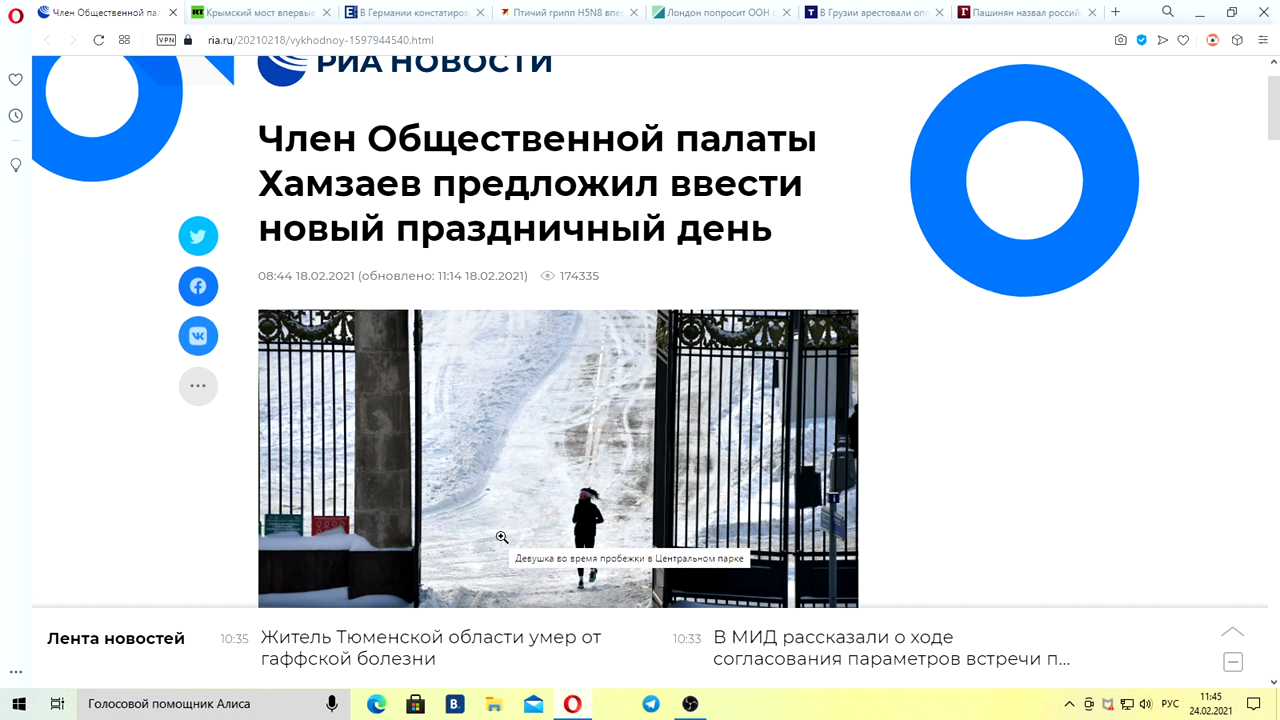 Член Общественной пал
Крымский мост впервые
В Германии констатиров
Птичий грипп H5N8 впер
Лондон попросит ООН с
В Грузии арестовали опп
Пашинян назвал россий
VPN
ria.ru/20210218/vykhodnoy-1597944540.html
РИА НОВОСТИ
Член Общественной палаты
Хамзаев предложил ввести
новый праздничный день
08:44 18.02.2021 (обновлено: 11:14 18.02.2021) 174335
Девушка во время пробежки в Центральном парке
Лента новостей
10:35 Житель Тюменской области умер от
гаффской болезни
10:33 В МИД рассказали о ходе
согласования параметров встречи п...
Голосовой помощник Алиса
РУС
11:45
24.02.2021